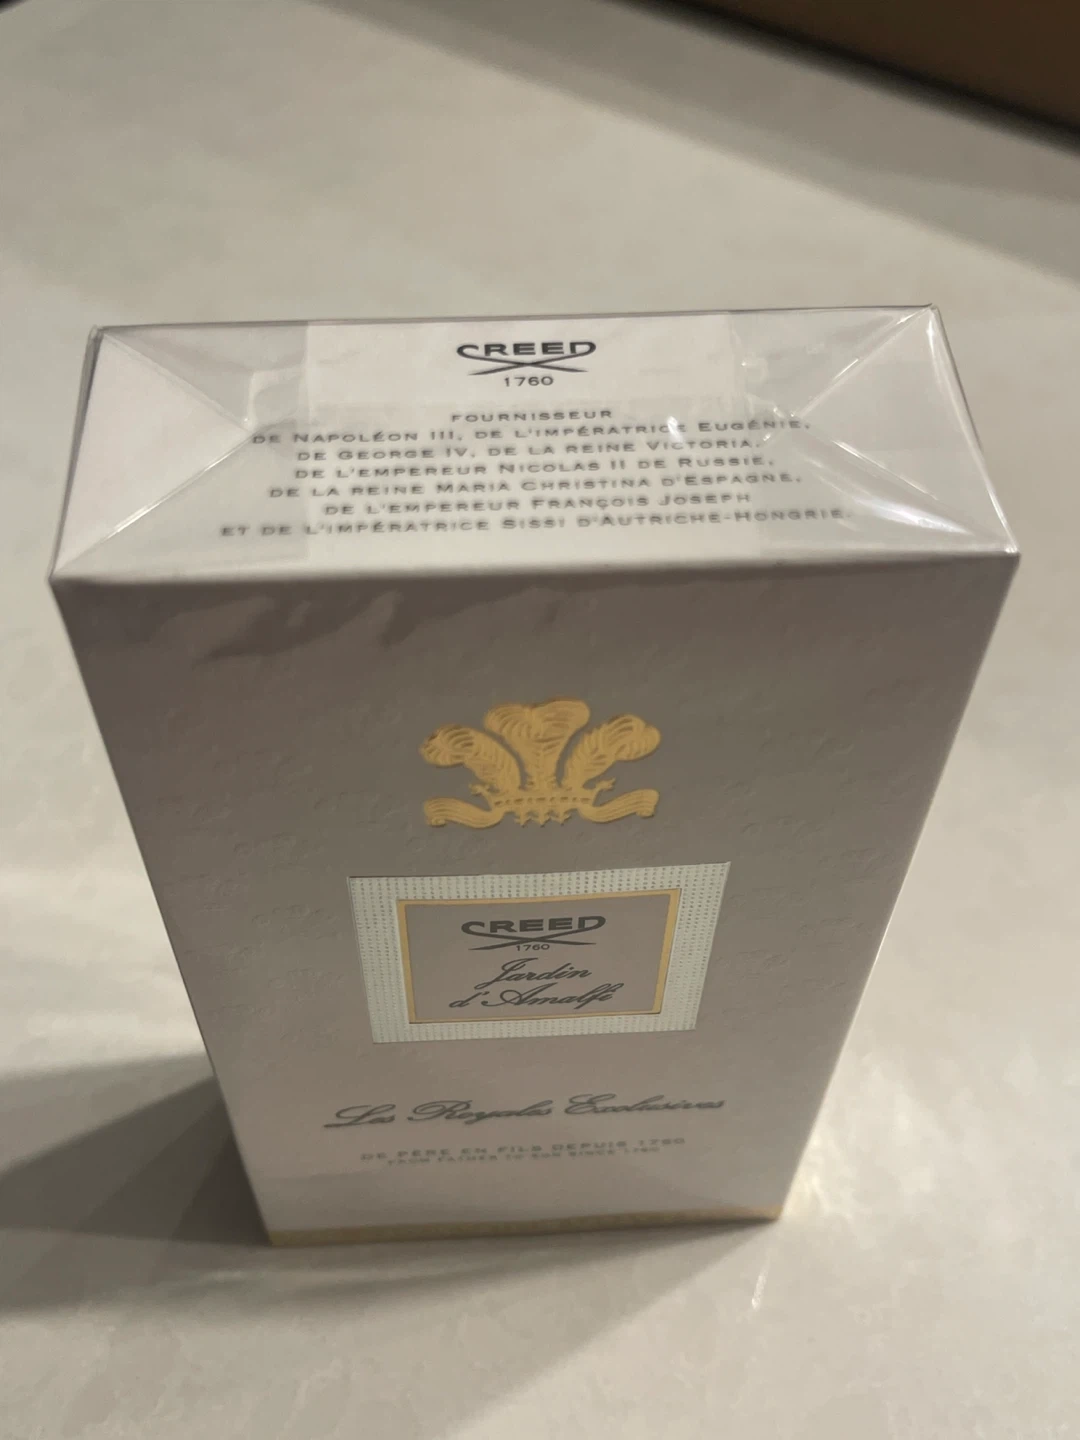 CREED
1760
FOURNISSEUR
DE NAPOLÉON III, DE L'IMPÉRATRICE EUGÉNIE,
DE GEORGE IV, DE LA REINE VICTORIA,
DE L'EMPEREUR NICOLAS II DE RUSSIE,
DE LA REINE MARIA CHRISTINA D'ESPAGNE,
DE L'EMPEREUR FRANÇOIS JOSEPH
ET DE L'IMPÉRATRICE SISSI D'AUTRICHE-HONGRIE.
CREED
1760
Jardin
d'Amalfi
Les Royales Exclusives
DE PÈRE EN FILS DEPUIS 1760
FROM FATHER TO SON SINCE 1760